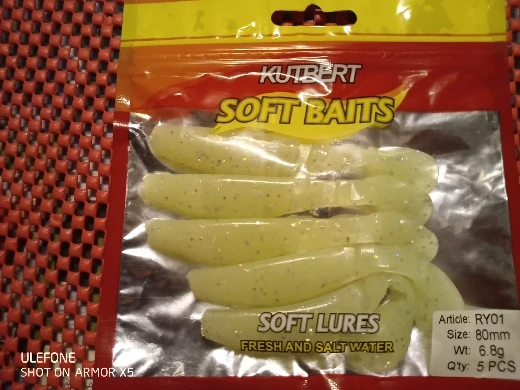 KUTBERT
SOFT BAITS
SOFT LURES
FRESH AND SALT WATER
Article: RY01
Size: 80mm
Wt: 6.8g
Q'ty: 5 PCS
ULEFONE
SHOT ON ARMOR X5